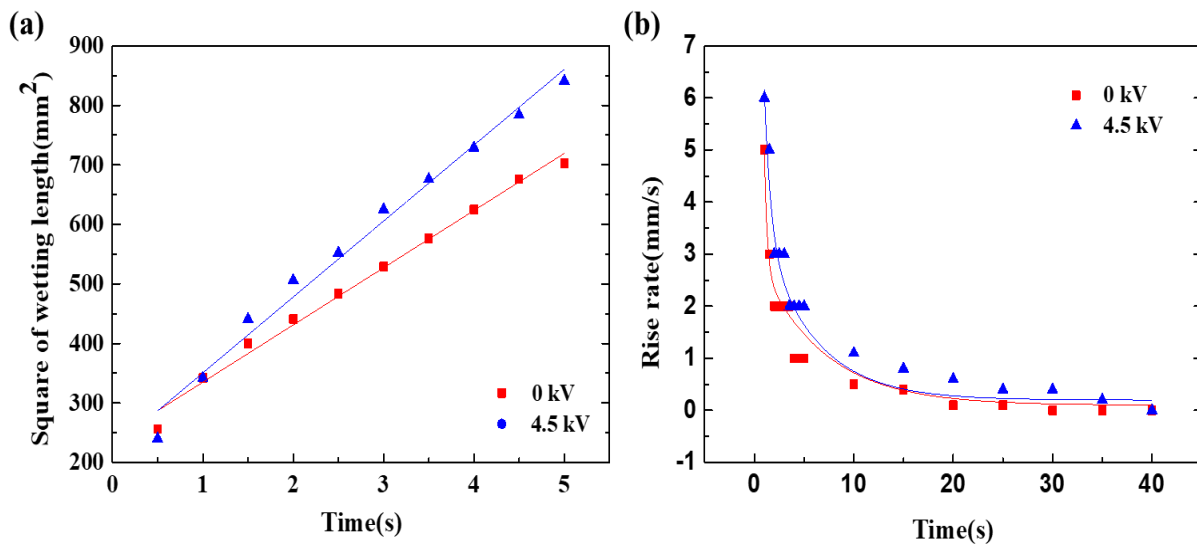 (a)
Square of wetting length(mm²)
900
800
700
600
500
400
300
200
0 kV
4.5 kV
0 1 2 3 4 5
Time(s)
(b)
Rise rate(mm/s)
7
6
5
4
3
2
1
0
-1
0 kV
4.5 kV
0 10 20 30 40
Time(s)